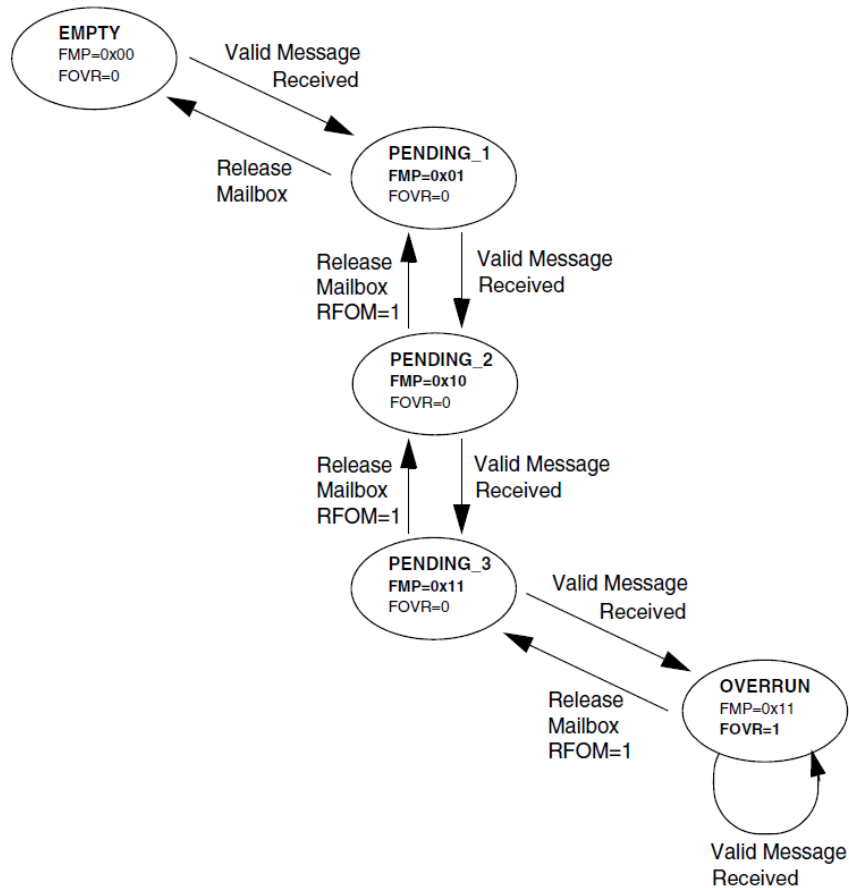 EMPTY
FMP=0x00
FOVR=0
Valid Message
Received
Release
Mailbox
PENDING_1
FMP=0x01
FOVR=0
Release
Mailbox
RFOM=1
Valid Message
Received
PENDING_2
FMP=0x10
FOVR=0
Release
Mailbox
RFOM=1
Valid Message
Received
PENDING_3
FMP=0x11
FOVR=0
Valid Message
Received
Release
Mailbox
RFOM=1
OVERRUN
FMP=0x11
FOVR=1
Valid Message
Received